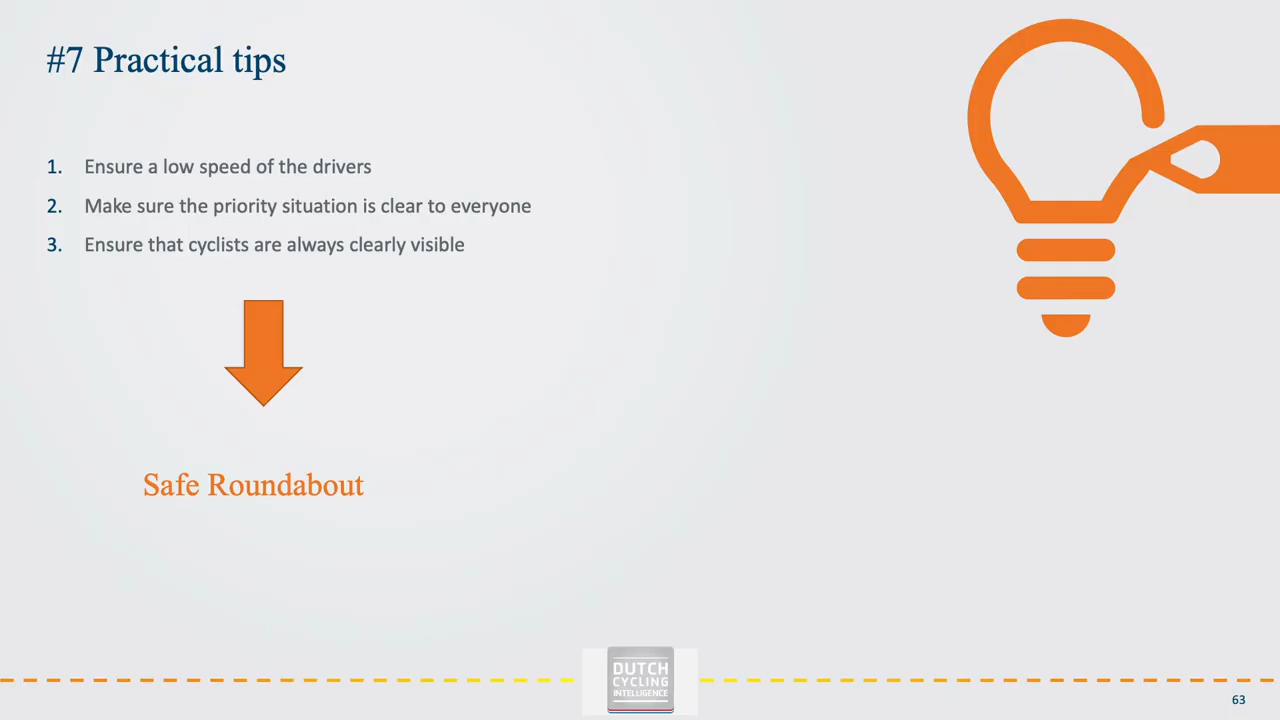 #7 Practical tips
1. Ensure a low speed of the drivers
2. Make sure the priority situation is clear to everyone
3. Ensure that cyclists are always clearly visible
Safe Roundabout
DUTCH
CYCLING
INTELLIGENCE
63